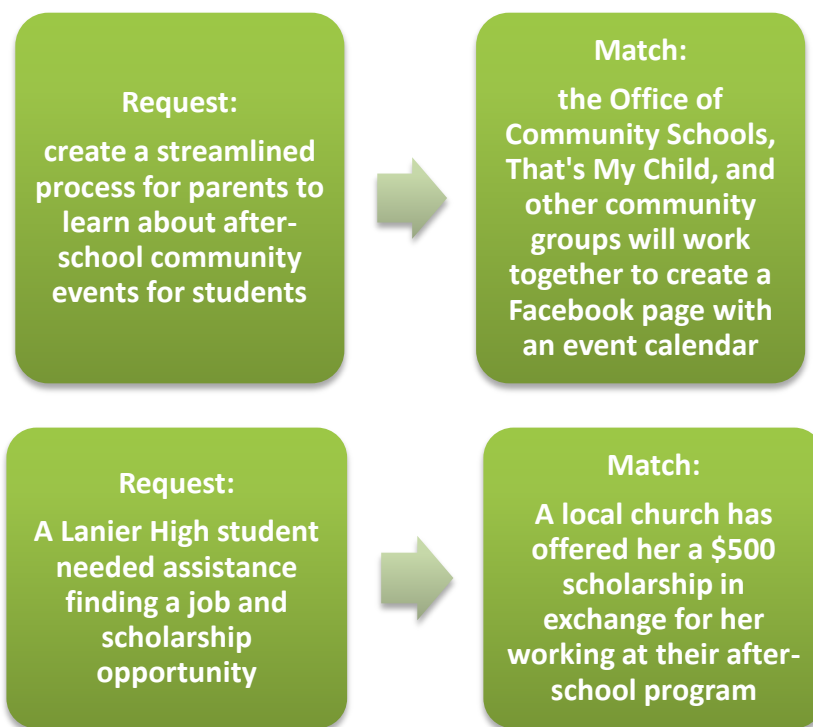 Request:
create a streamlined
process for parents to
learn about after-
school community
events for students
Match:
the Office of
Community Schools,
That's My Child, and
other community
groups will work
together to create a
Facebook page with
an event calendar
Request:
A Lanier High student
needed assistance
finding a job and
scholarship
opportunity
Match:
A local church has
offered her a $500
scholarship in
exchange for her
working at their after-
school program